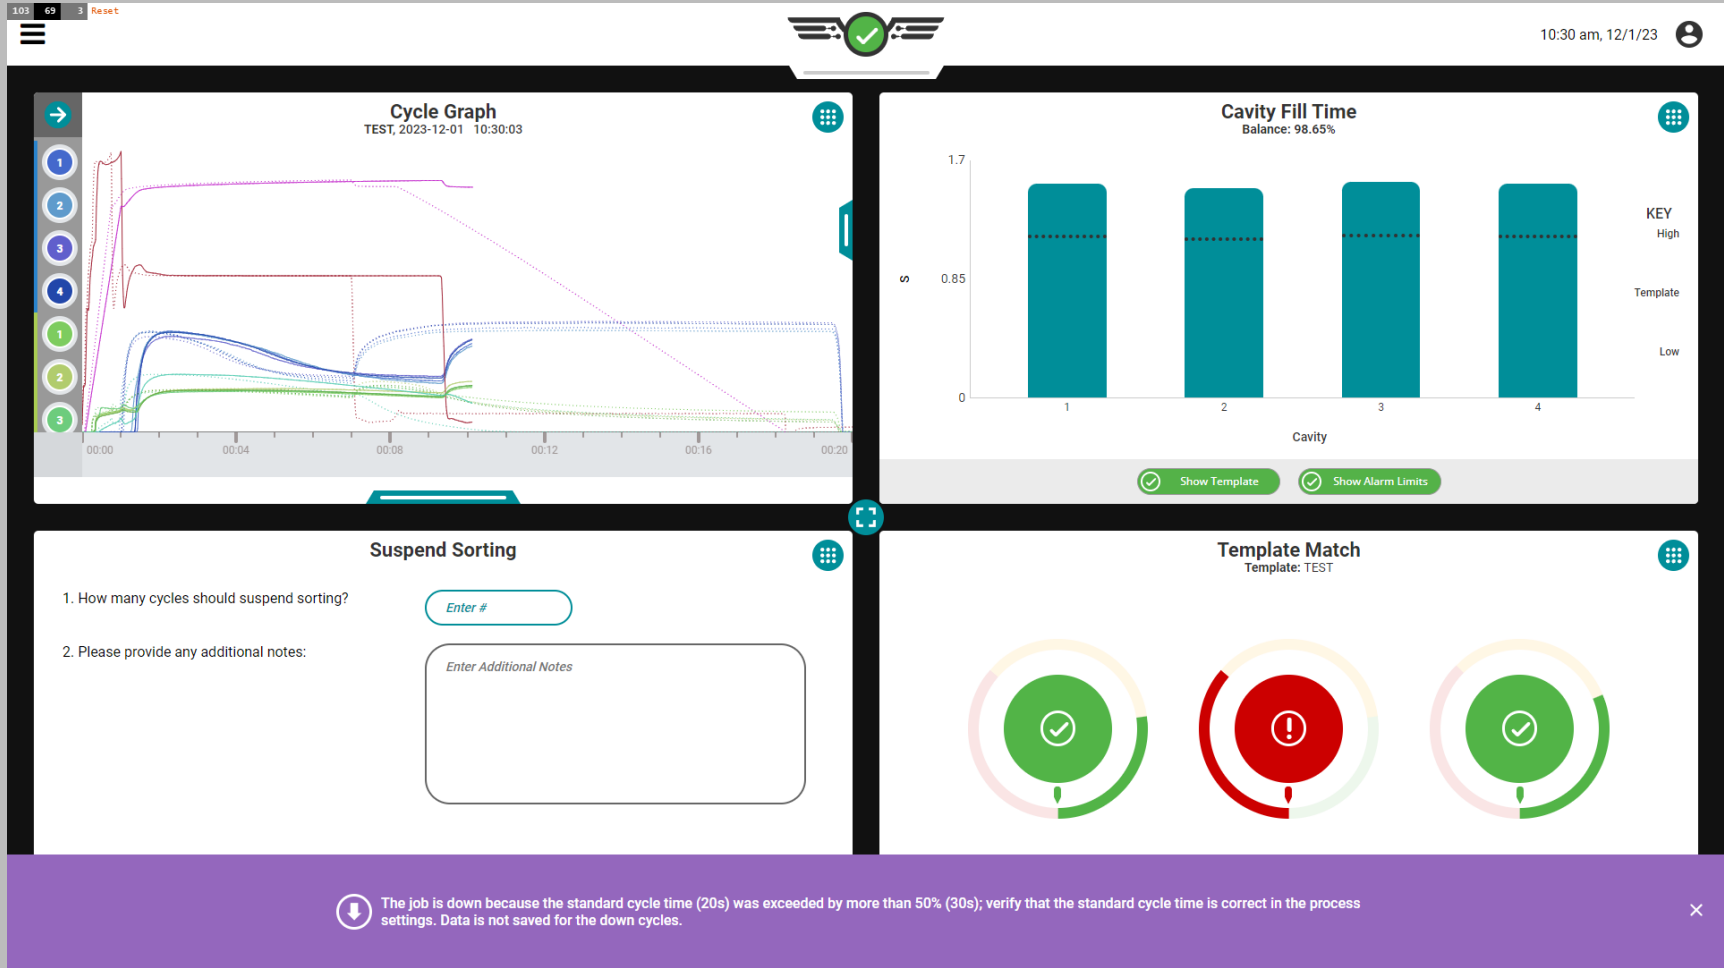 103 69 3 Reset
10:30 am, 12/1/23
Cycle Graph
TEST, 2023-12-01 10:30:03
1
2
3
4
1
2
3
00:00 00:04 00:08 00:12 00:16 00:20
Cavity Fill Time
Balance: 98.65%
1.7
0.85
0
s
1 2 3 4
Cavity
KEY
High
Template
Low
Show Template Show Alarm Limits
Suspend Sorting
1. How many cycles should suspend sorting?
Enter #
2. Please provide any additional notes:
Enter Additional Notes
Template Match
Template: TEST
The job is down because the standard cycle time (20s) was exceeded by more than 50% (30s); verify that the standard cycle time is correct in the process
settings. Data is not saved for the down cycles.